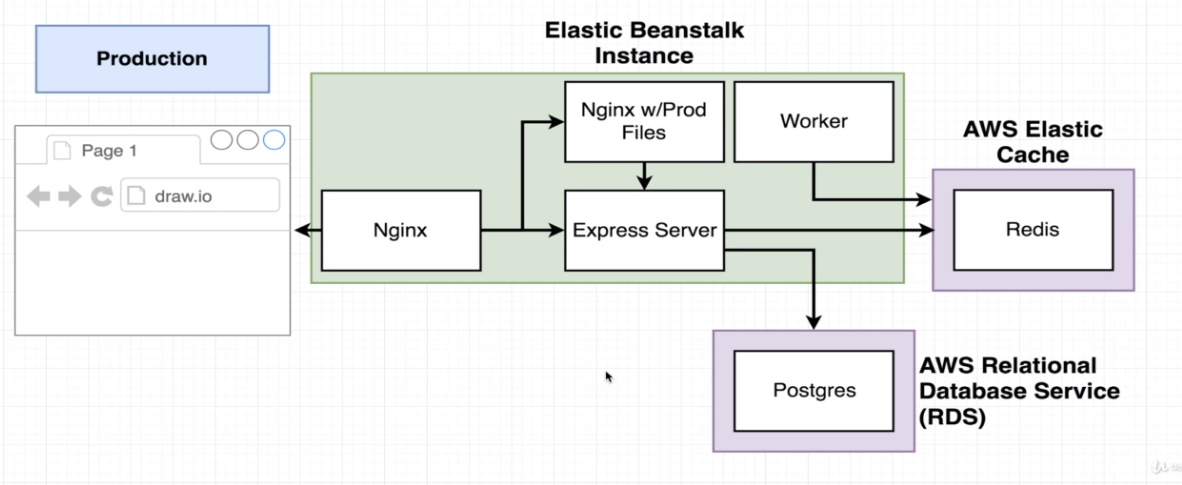 Production
Elastic Beanstalk
Instance
Page 1
draw.io
Nginx
Nginx w/Prod
Files
Worker
Express Server
AWS Elastic
Cache
Redis
Postgres
AWS Relational
Database Service
(RDS)